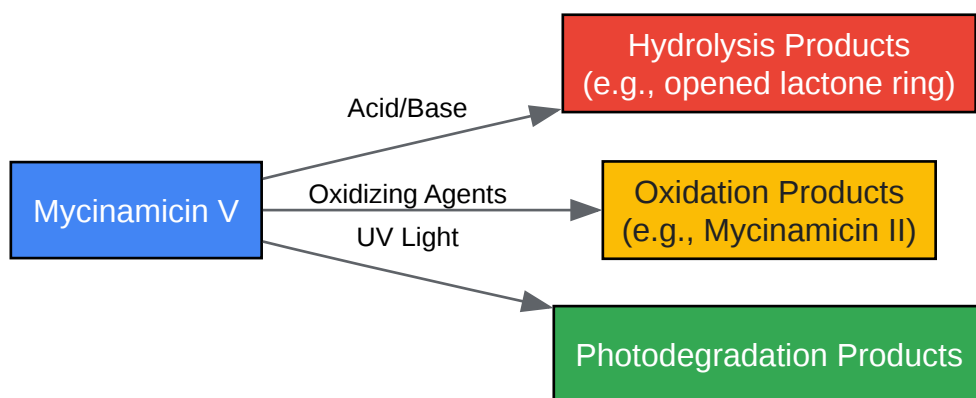 Mycinamicin V
Acid/Base
Hydrolysis Products
(e.g., opened lactone ring)
Oxidizing Agents
Oxidation Products
(e.g., Mycinamicin II)
UV Light
Photodegradation Products